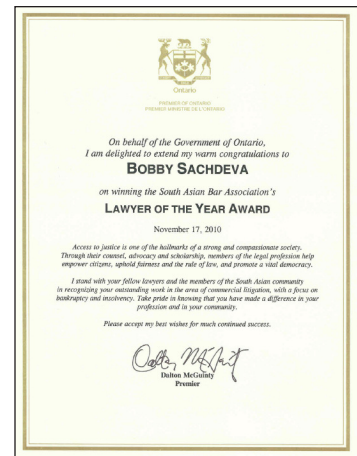 Ontario
PREMIER OF ONTARIO
PREMIER MINISTRE DE L'ONTARIO
On behalf of the Government of Ontario,
I am delighted to extend my warm congratulations to
BOBBY SACHDEVA
on winning the South Asian Bar Association's
LAWYER OF THE YEAR AWARD
November 17, 2010
Access to justice is one of the hallmarks of a strong and compassionate society.
Through their counsel, advocacy and scholarship, members of the legal profession help
empower citizens, uphold fairness and the rule of law, and promote a vital democracy.
I stand with your fellow lawyers and the members of the South Asian community
in recognizing your outstanding work in the area of commercial litigation, with a focus on
bankruptcy and insolvency. Take pride in knowing that you have made a difference in your
profession and in your community.
Please accept my best wishes for much continued success.
Dalton McGuinty
Dalton McGuinty
Premier